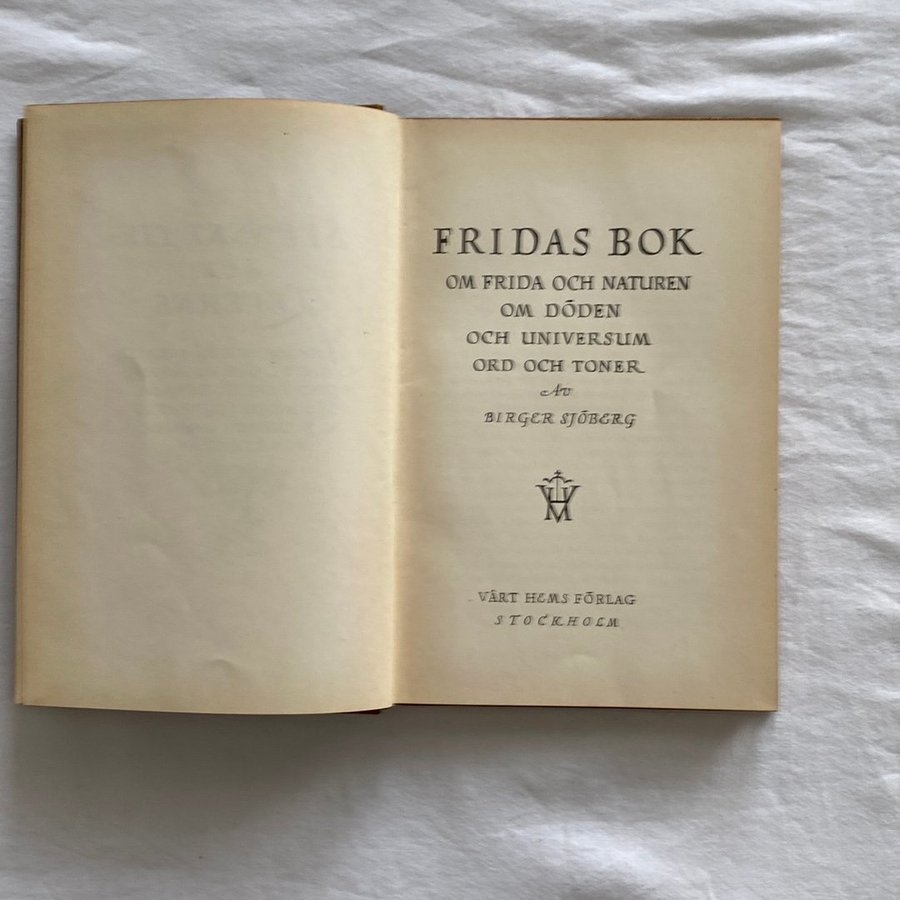 FRIDAS BOK
OM FRIDA OCH NATUREN
OM DÖDEN
OCH UNIVERSUM
ORD OCH TONER
AV
BIRGER SJÖBERG
VÅRT HEMS FÖRLAG
STOCKHOLM